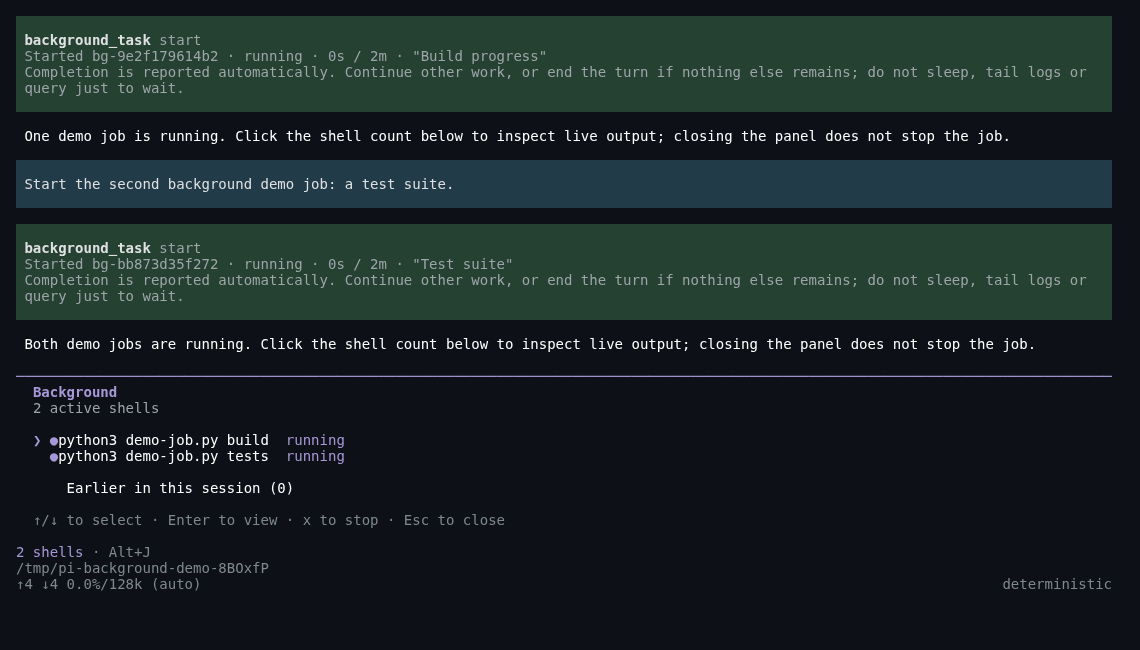 background_task start
Started bg-9e2f179614b2 · running · 0s / 2m · "Build progress"
Completion is reported automatically. Continue other work, or end the turn if nothing else remains; do not sleep, tail logs or
query just to wait.
One demo job is running. Click the shell count below to inspect live output; closing the panel does not stop the job.
Start the second background demo job: a test suite.
background_task start
Started bg-bb873d35f272 · running · 0s / 2m · "Test suite"
Completion is reported automatically. Continue other work, or end the turn if nothing else remains; do not sleep, tail logs or
query just to wait.
Both demo jobs are running. Click the shell count below to inspect live output; closing the panel does not stop the job.
Background
2 active shells
❯ ●python3 demo-job.py build  running
●python3 demo-job.py tests  running
Earlier in this session (0)
↑/↓ to select · Enter to view · x to stop · Esc to close
2 shells · Alt+J
/tmp/pi-background-demo-8BOxfP
↑4 ↓4 0.0%/128k (auto) deterministic